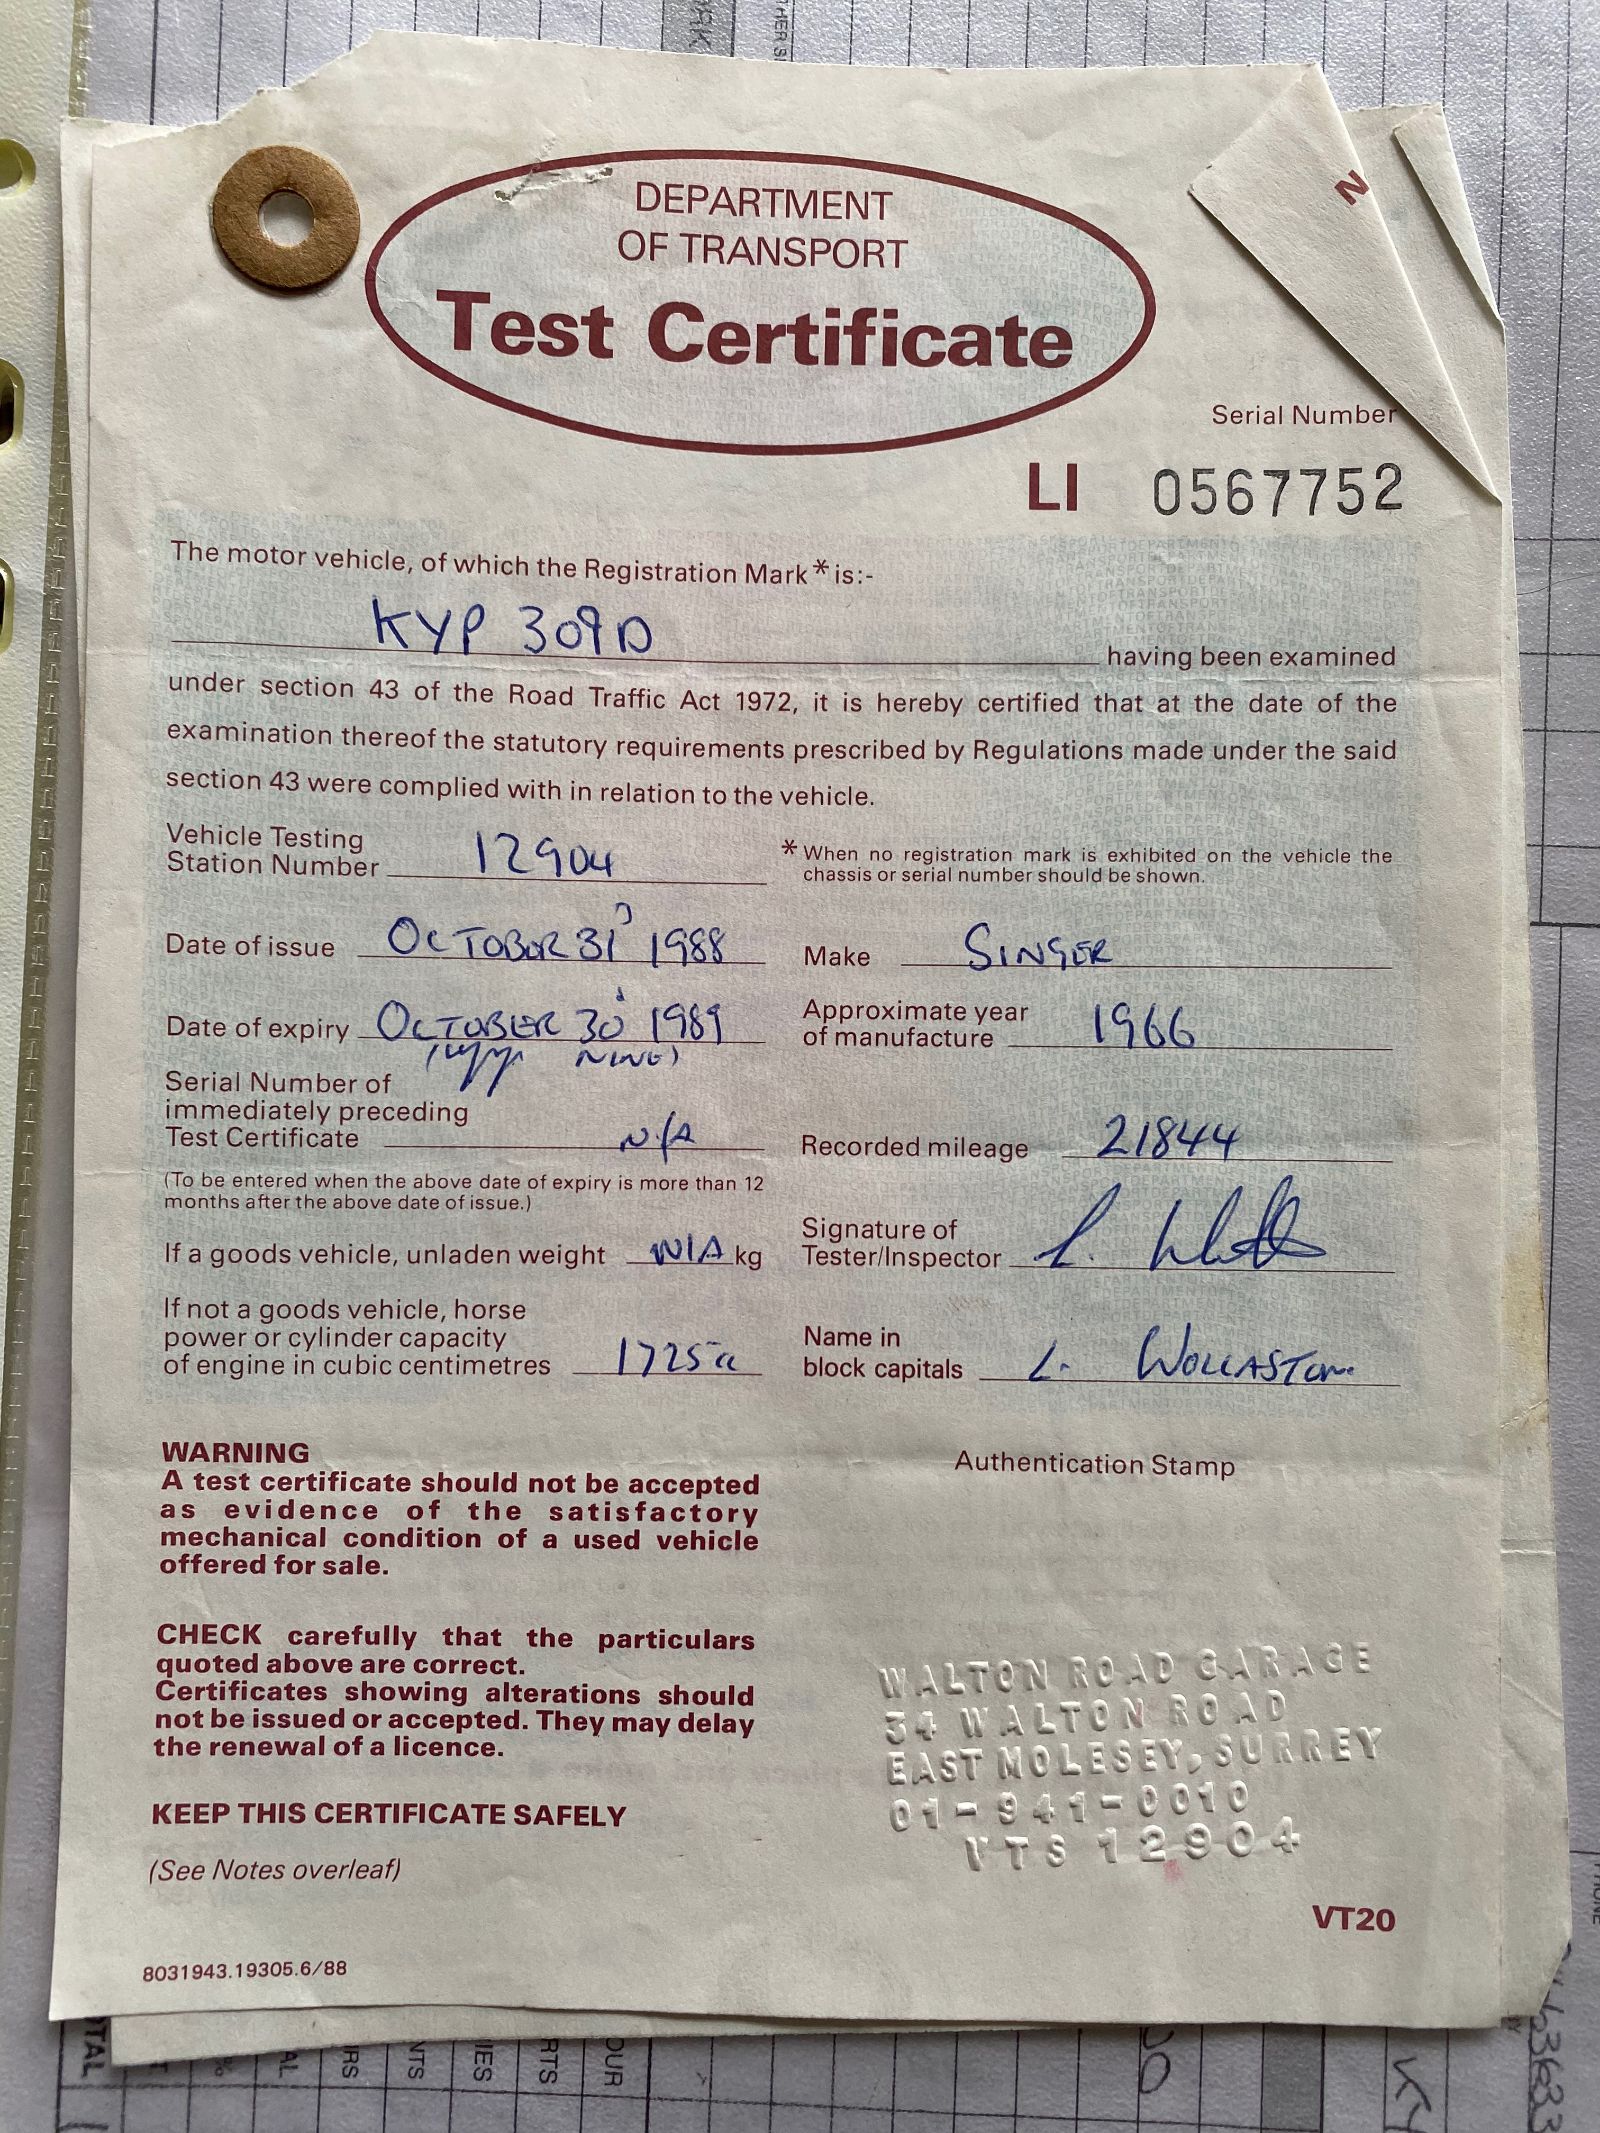 DEPARTMENT
OF TRANSPORT
Test Certificate
Serial Number
LI 0567752
The motor vehicle, of which the Registration Mark * is:-
KYP 309D
having been examined
under section 43 of the Road Traffic Act 1972, it is hereby certified that at the date of the
examination thereof the statutory requirements prescribed by Regulations made under the said
section 43 were complied with in relation to the vehicle.
Vehicle Testing
Station Number 12904
* When no registration mark is exhibited on the vehicle the
chassis or serial number should be shown.
Date of issue OCTOBER 31 1988
Make SINGER
Date of expiry OCTOBER 30 1989
NINE)
Approximate year
of manufacture 1966
Serial Number of
immediately preceding
Test Certificate N/A
Recorded mileage 21844
(To be entered when the above date of expiry is more than 12
months after the above date of issue.)
Signature of
Tester/Inspector
If a goods vehicle, unladen weight N/A kg
If not a goods vehicle, horse
power or cylinder capacity
of engine in cubic centimetres 1725 cc
Name in
block capitals L. WOLLASTON
WARNING
A test certificate should not be accepted
as evidence of the satisfactory
mechanical condition of a used vehicle
offered for sale.
Authentication Stamp
CHECK carefully that the particulars
quoted above are correct.
Certificates showing alterations should
not be issued or accepted. They may delay
the renewal of a licence.
WALTON ROAD GARAGE
34 WALTON ROAD
EAST MOLESEY, SURREY
01-941-0010
VTS 12904
KEEP THIS CERTIFICATE SAFELY
(See Notes overleaf)
VT20
8031943.19305.6/88